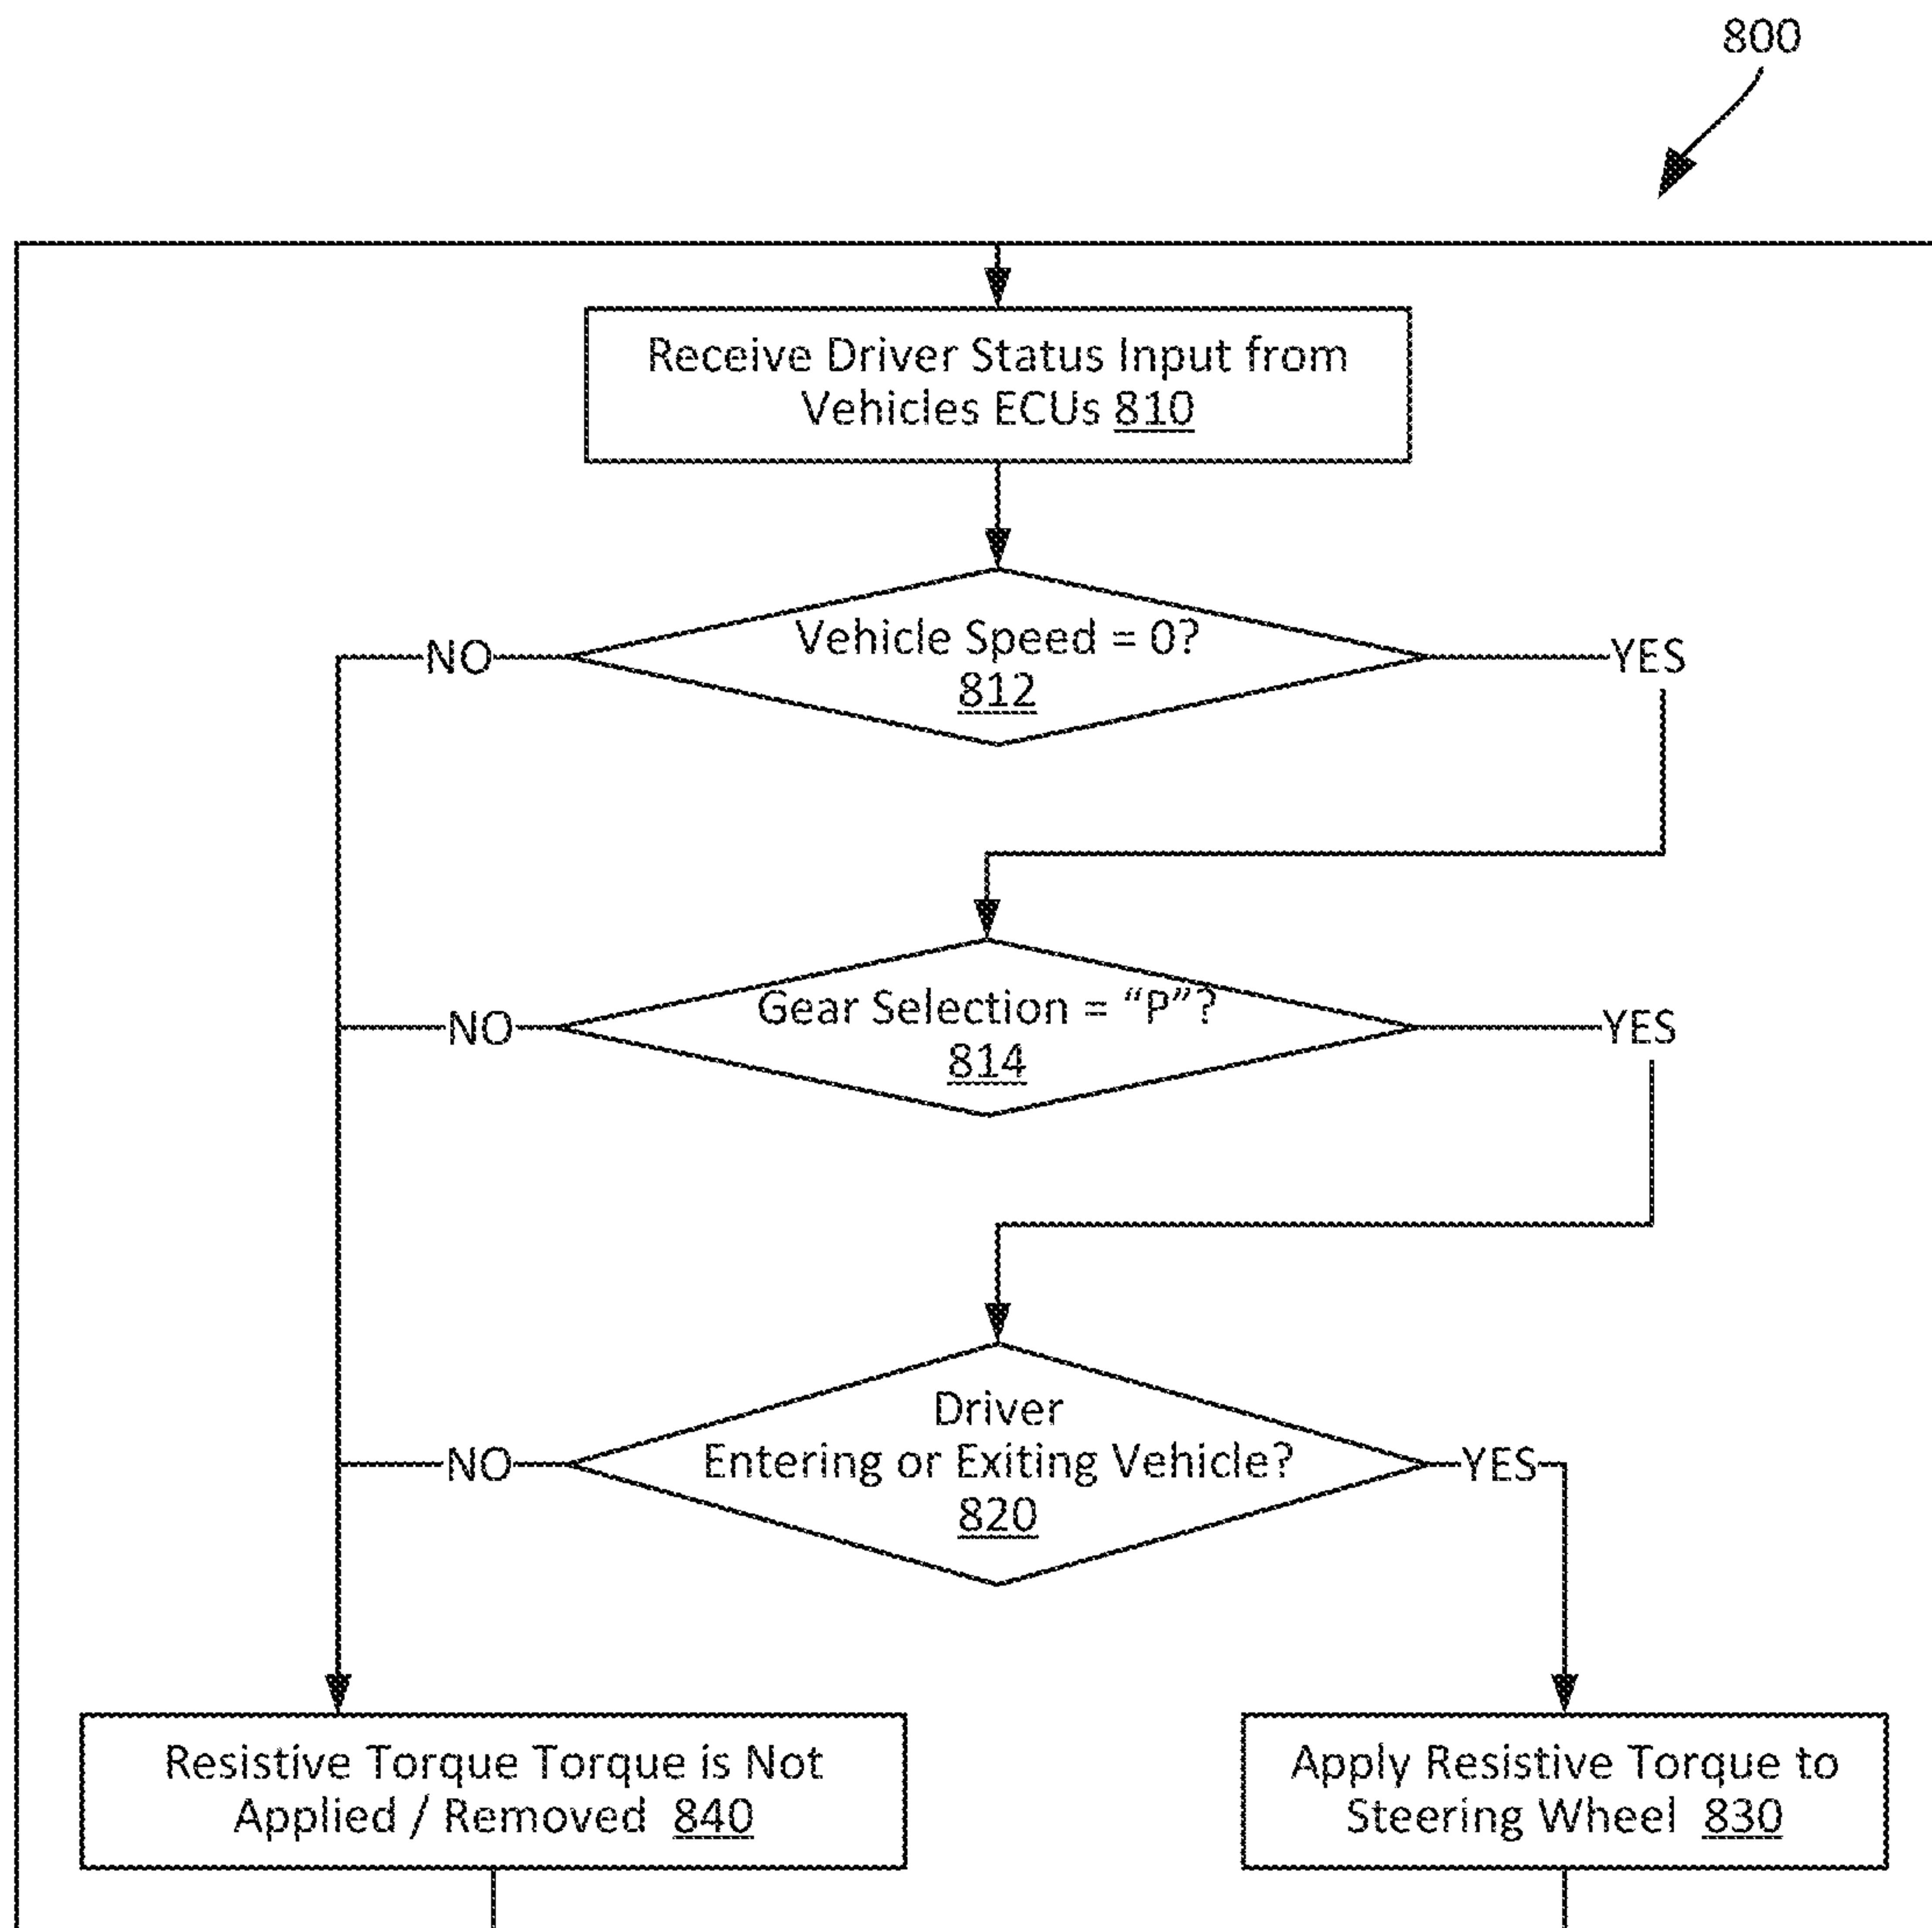 800
Receive Driver Status Input from
Vehicles ECUs 810
Vehicle Speed = 0?
812
NO
YES
Gear Selection = “P”?
814
NO
YES
Driver
Entering or Exiting Vehicle?
820
NO
YES
Resistive Torque Torque is Not
Applied / Removed 840
Apply Resistive Torque to
Steering Wheel 830